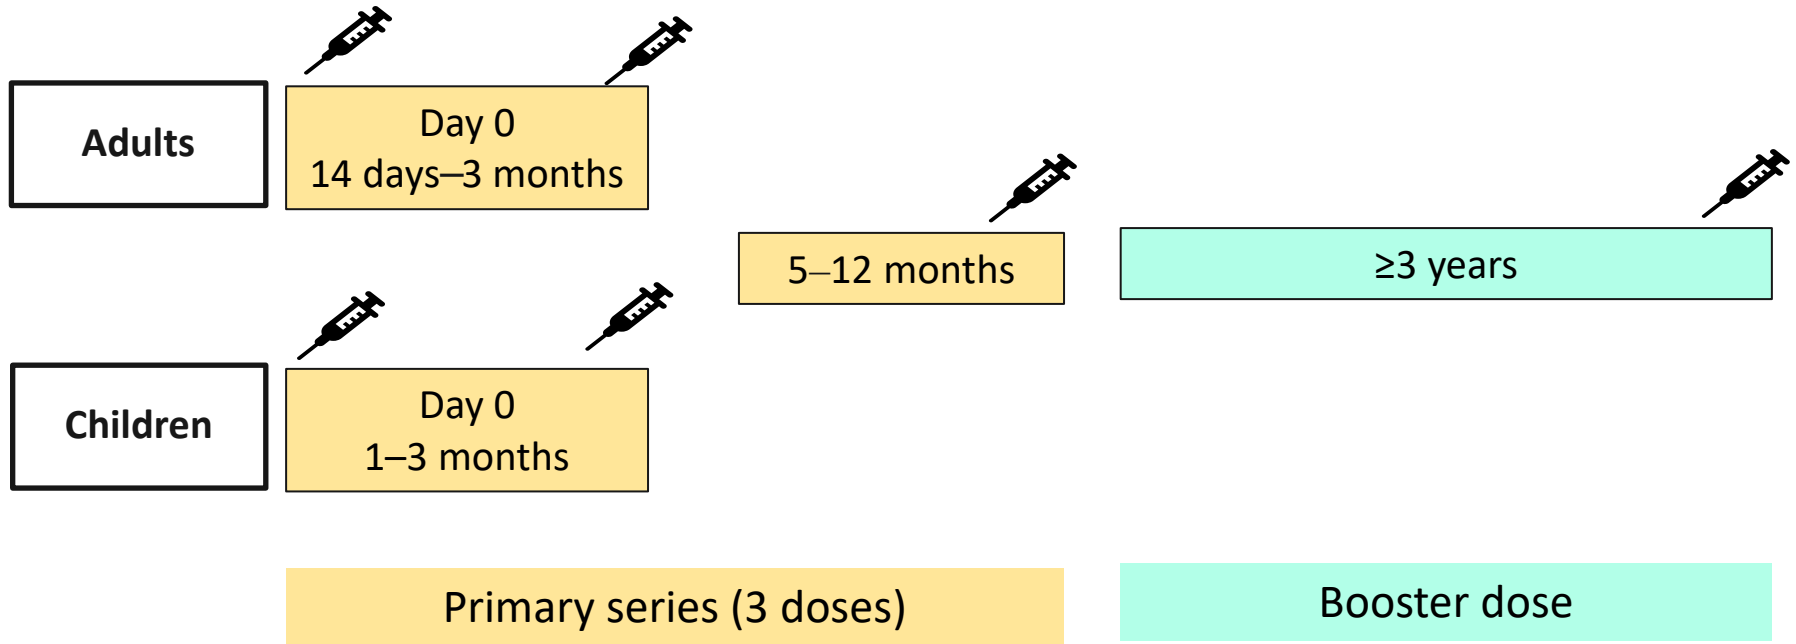 Adults
Day 0
14 days–3 months
5–12 months
≥3 years
Children
Day 0
1–3 months
Primary series (3 doses)
Booster dose